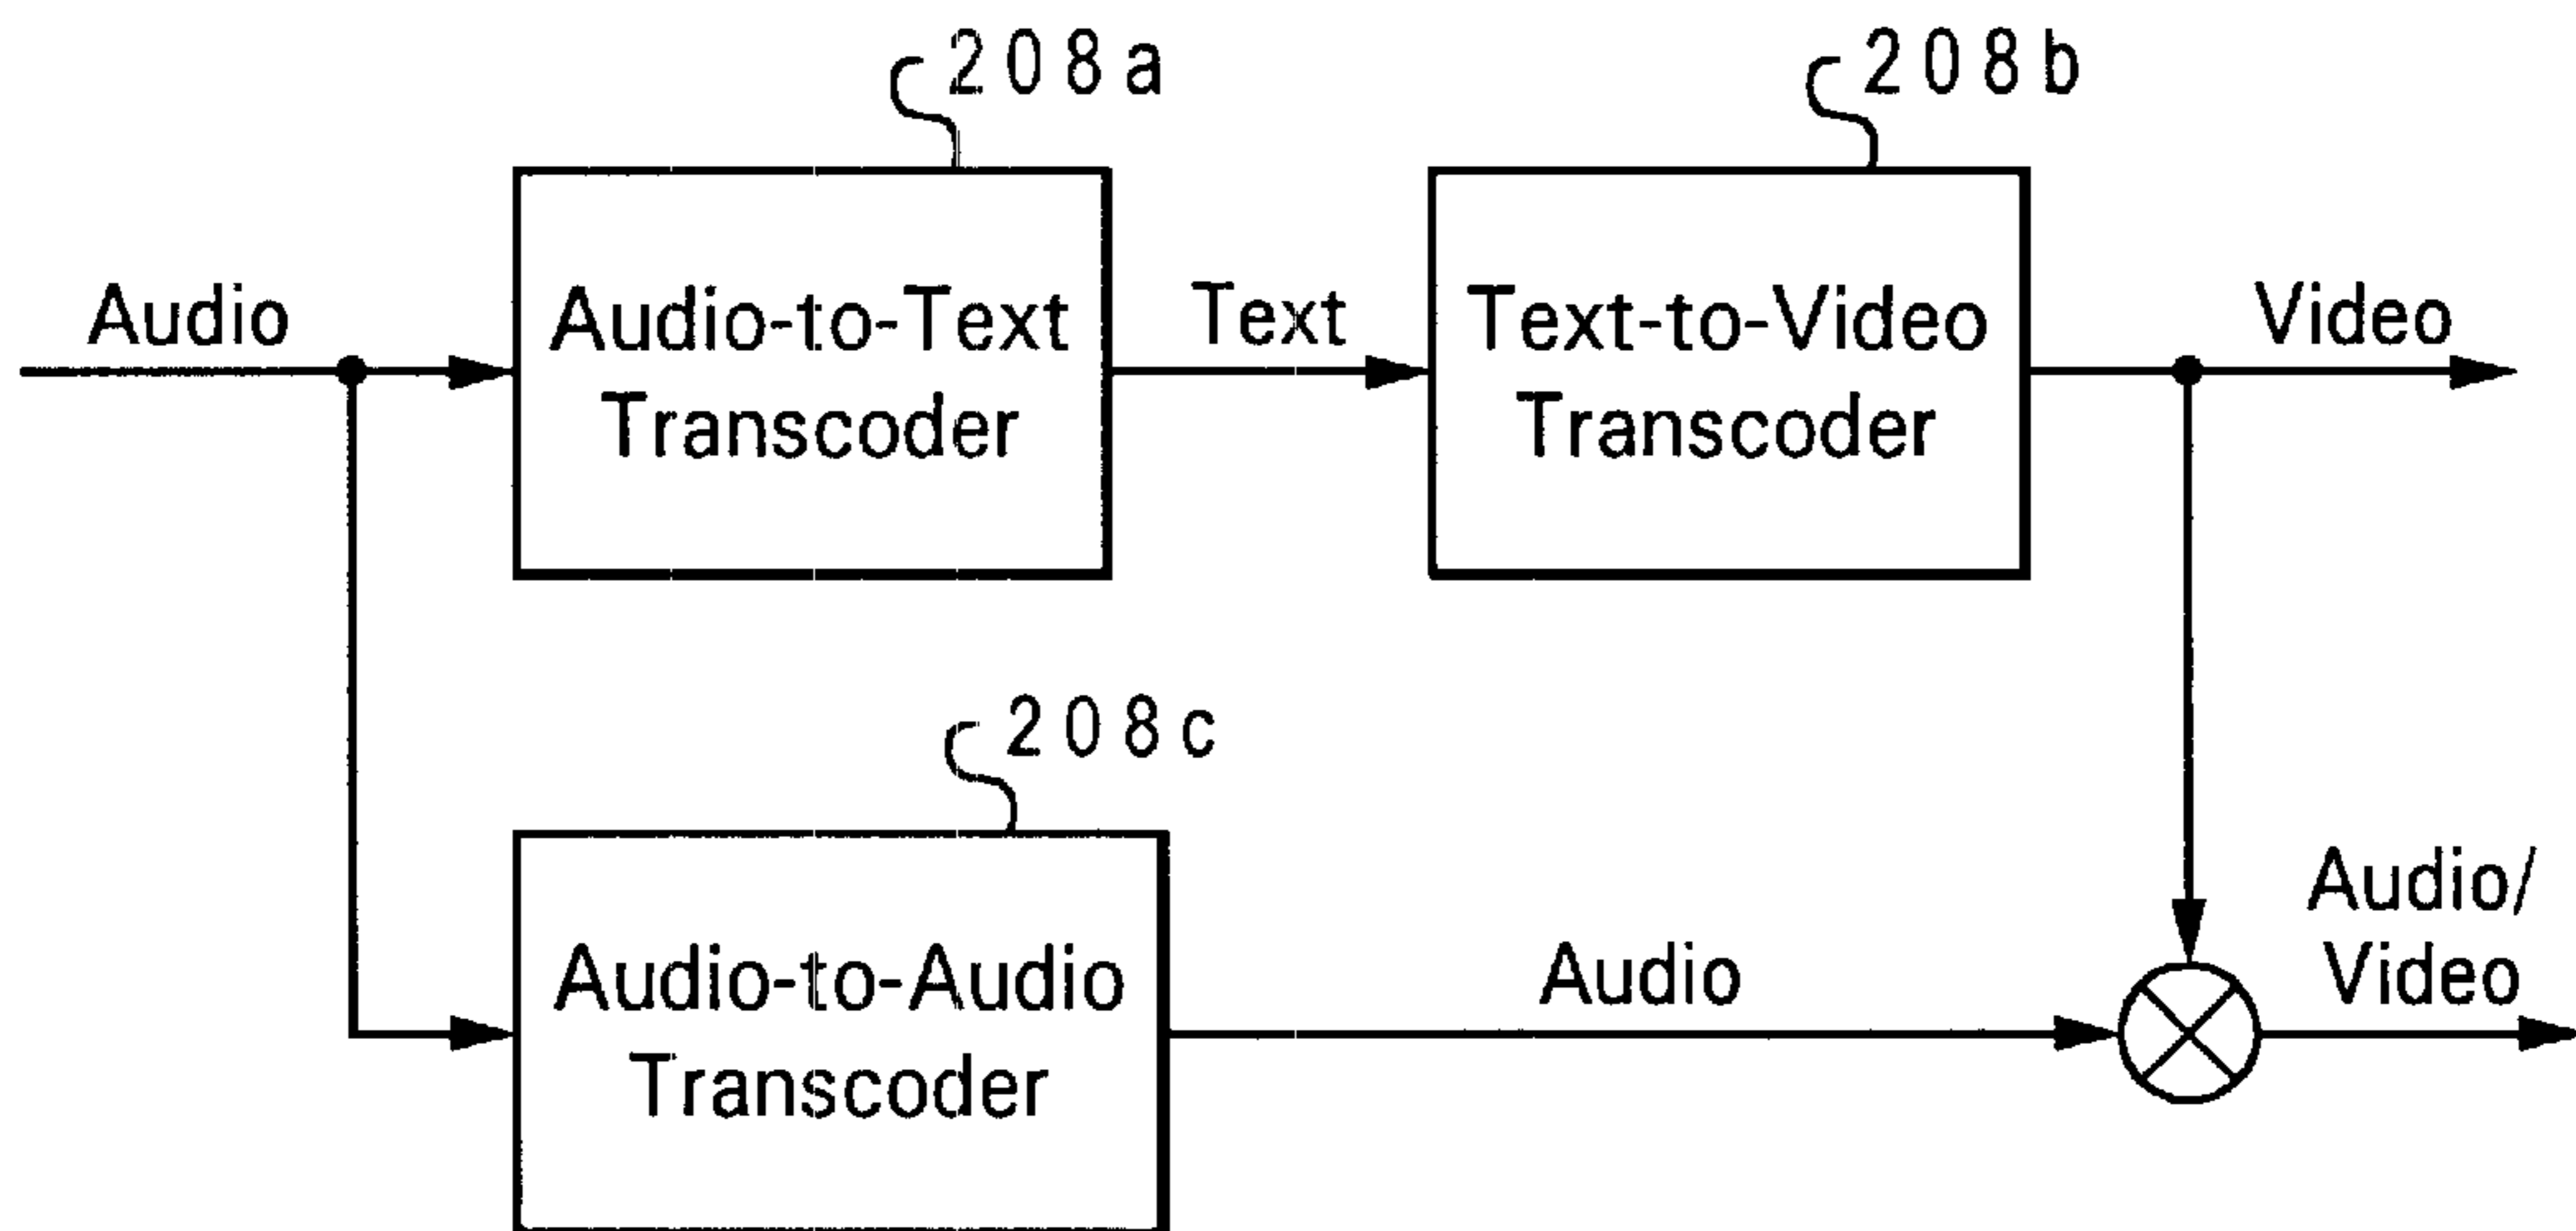 208a
208b
Audio
Audio-to-Text
Transcoder
Text
Text-to-Video
Transcoder
Video
208c
Audio-to-Audio
Transcoder
Audio
Audio/
Video